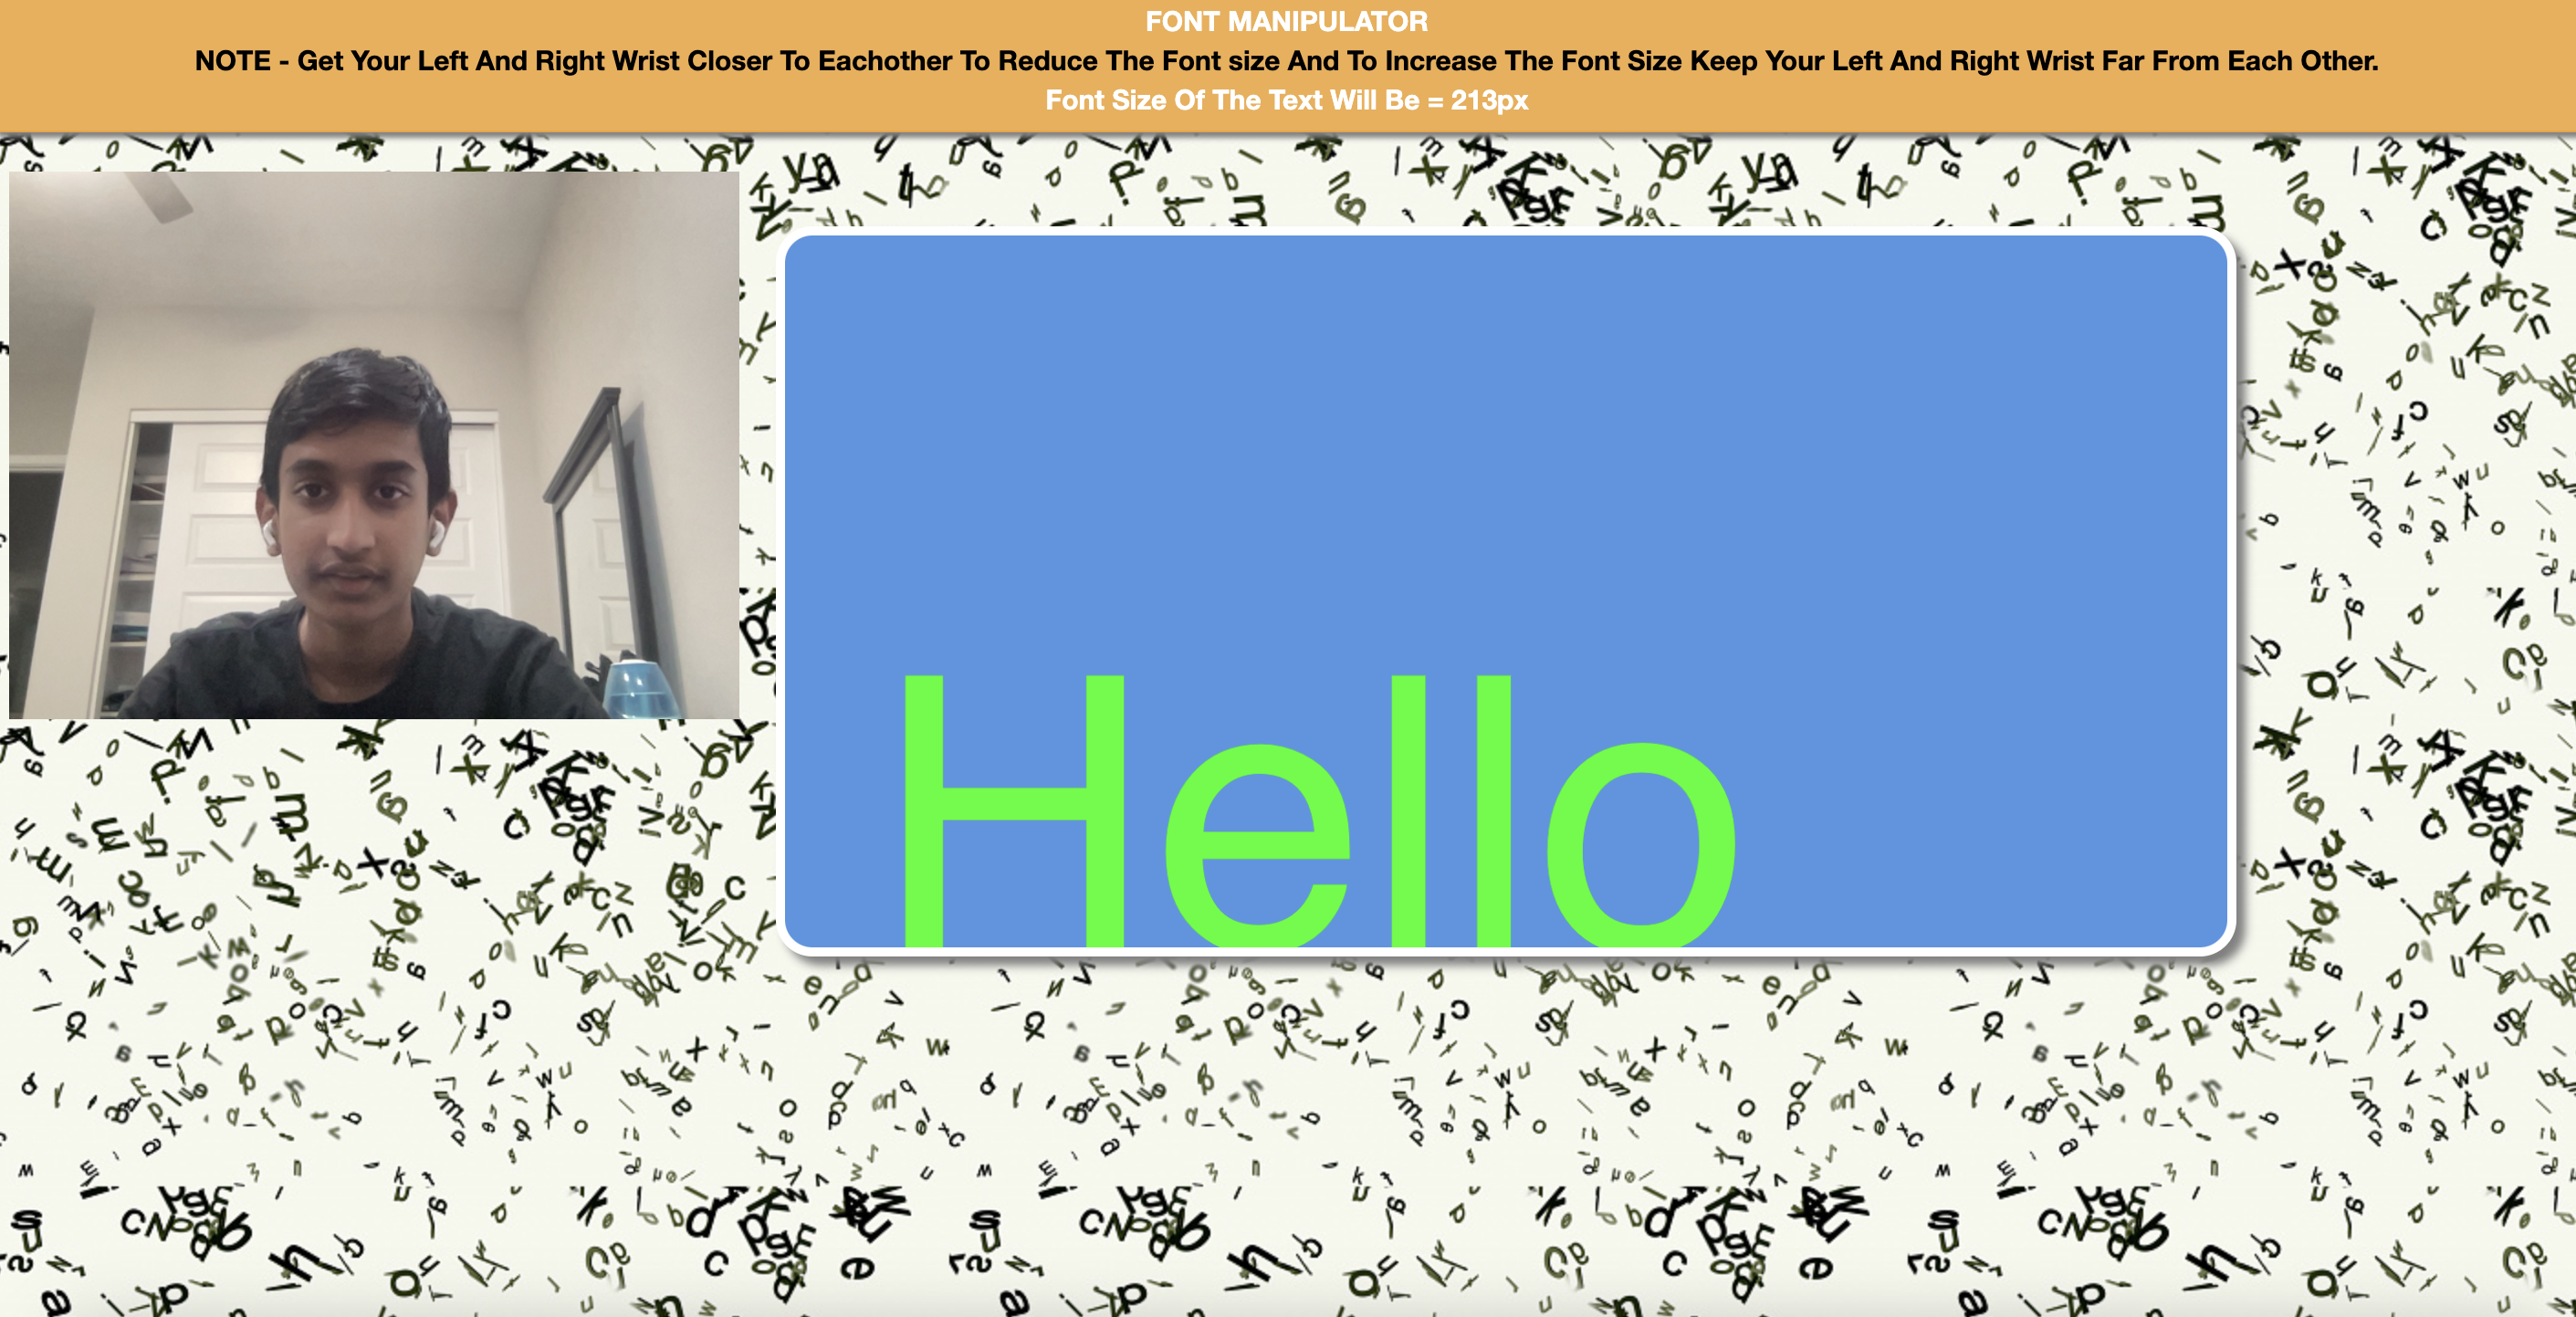 FONT MANIPULATOR
NOTE - Get Your Left And Right Wrist Closer To Eachother To Reduce The Font size And To Increase The Font Size Keep Your Left And Right Wrist Far From Each Other.
Font Size Of The Text Will Be = 213px
Hello